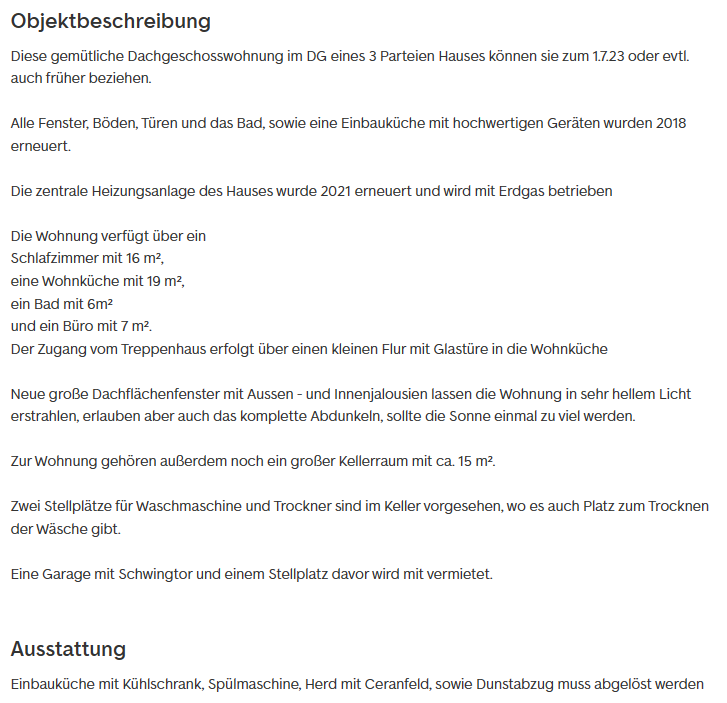 Objektbeschreibung
Diese gemütliche Dachgeschosswohnung im DG eines 3 Parteien Hauses können sie zum 1.7.23 oder evtl.
auch früher beziehen.
Alle Fenster, Böden, Türen und das Bad, sowie eine Einbauküche mit hochwertigen Geräten wurden 2018
erneuert.
Die zentrale Heizungsanlage des Hauses wurde 2021 erneuert und wird mit Erdgas betrieben
Die Wohnung verfügt über ein
Schlafzimmer mit 16 m²,
eine Wohnküche mit 19 m²,
ein Bad mit 6m²
und ein Büro mit 7 m².
Der Zugang vom Treppenhaus erfolgt über einen kleinen Flur mit Glastüre in die Wohnküche
Neue große Dachflächenfenster mit Aussen - und Innenjalousien lassen die Wohnung in sehr hellem Licht
erstrahlen, erlauben aber auch das komplette Abdunkeln, sollte die Sonne einmal zu viel werden.
Zur Wohnung gehören außerdem noch ein großer Kellerraum mit ca. 15 m².
Zwei Stellplätze für Waschmaschine und Trockner sind im Keller vorgesehen, wo es auch Platz zum Trocknen
der Wäsche gibt.
Eine Garage mit Schwingtor und einem Stellplatz davor wird mit vermietet.
Ausstattung
Einbauküche mit Kühlschrank, Spülmaschine, Herd mit Ceranfeld, sowie Dunstabzug muss abgelöst werden